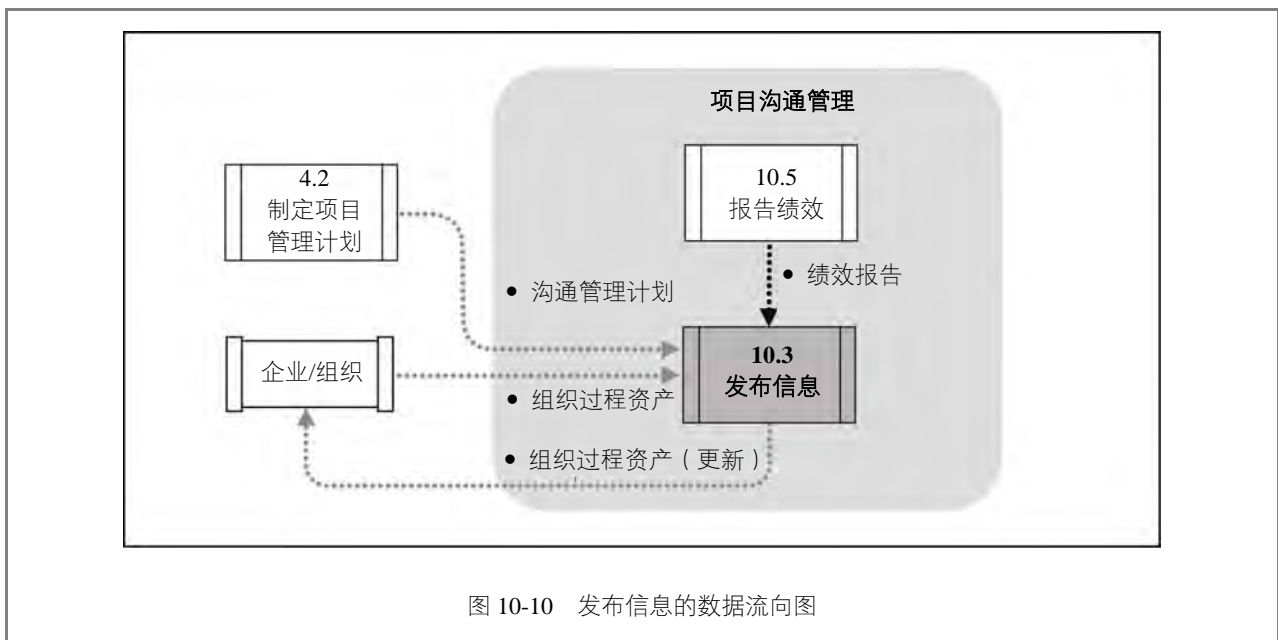 项目沟通管理
4.2
制定项目
管理计划
10.5
报告绩效
• 绩效报告
• 沟通管理计划
10.3
发布信息
企业/组织
• 组织过程资产
• 组织过程资产（更新）
图 10-10 发布信息的数据流向图